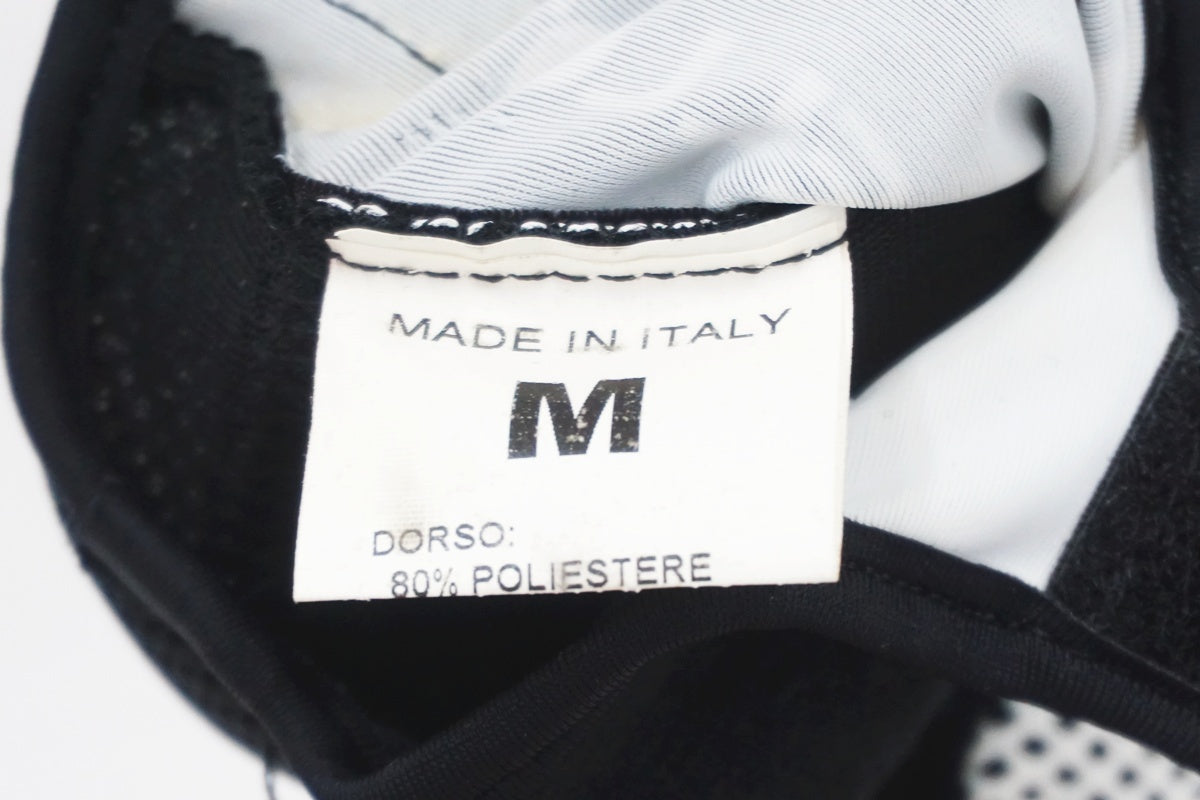 MADE IN ITALY
M
DORSO:
80% POLIESTERE